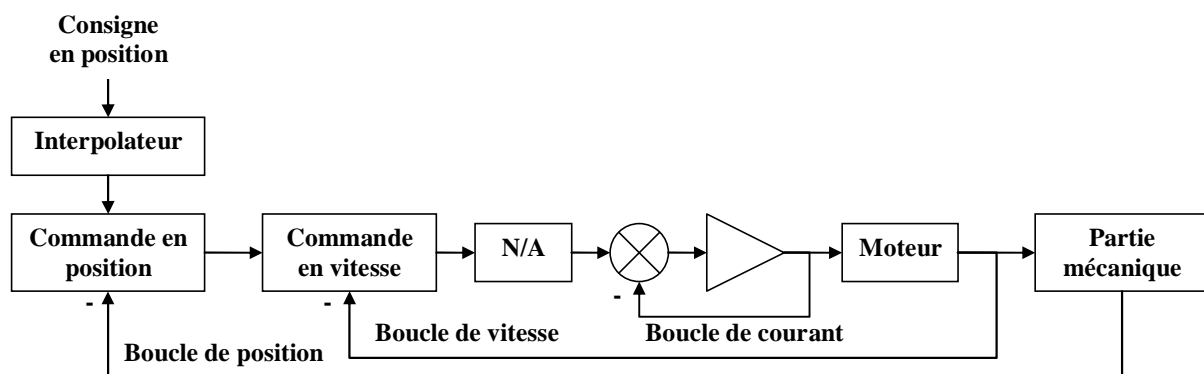 Consigne
en position
Interpolateur
Commande en
position
Commande
en vitesse
N/A
Moteur
Partie
mécanique
-
-
-
Boucle de vitesse
Boucle de courant
Boucle de position